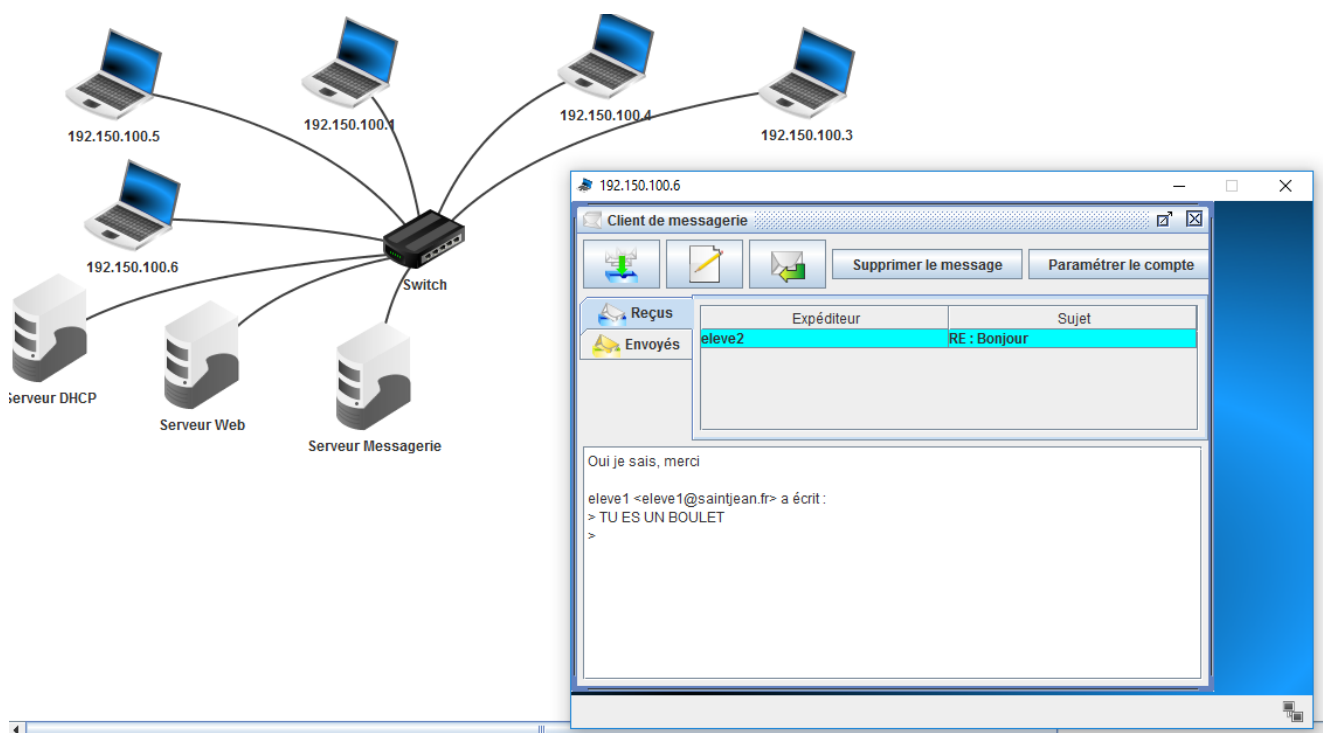 192.150.100.5
192.150.100.1
192.150.100.4
192.150.100.3
192.150.100.6
Switch
Serveur DHCP
Serveur Web
Serveur Messagerie
192.150.100.6
Client de messagerie
Supprimer le message
Paramétrer le compte
Reçus
Envoyés
Expéditeur Sujet
eleve2 RE : Bonjour
Oui je sais, merci
eleve1 <eleve1@saintjean.fr> a écrit :
> TU ES UN BOULET
>